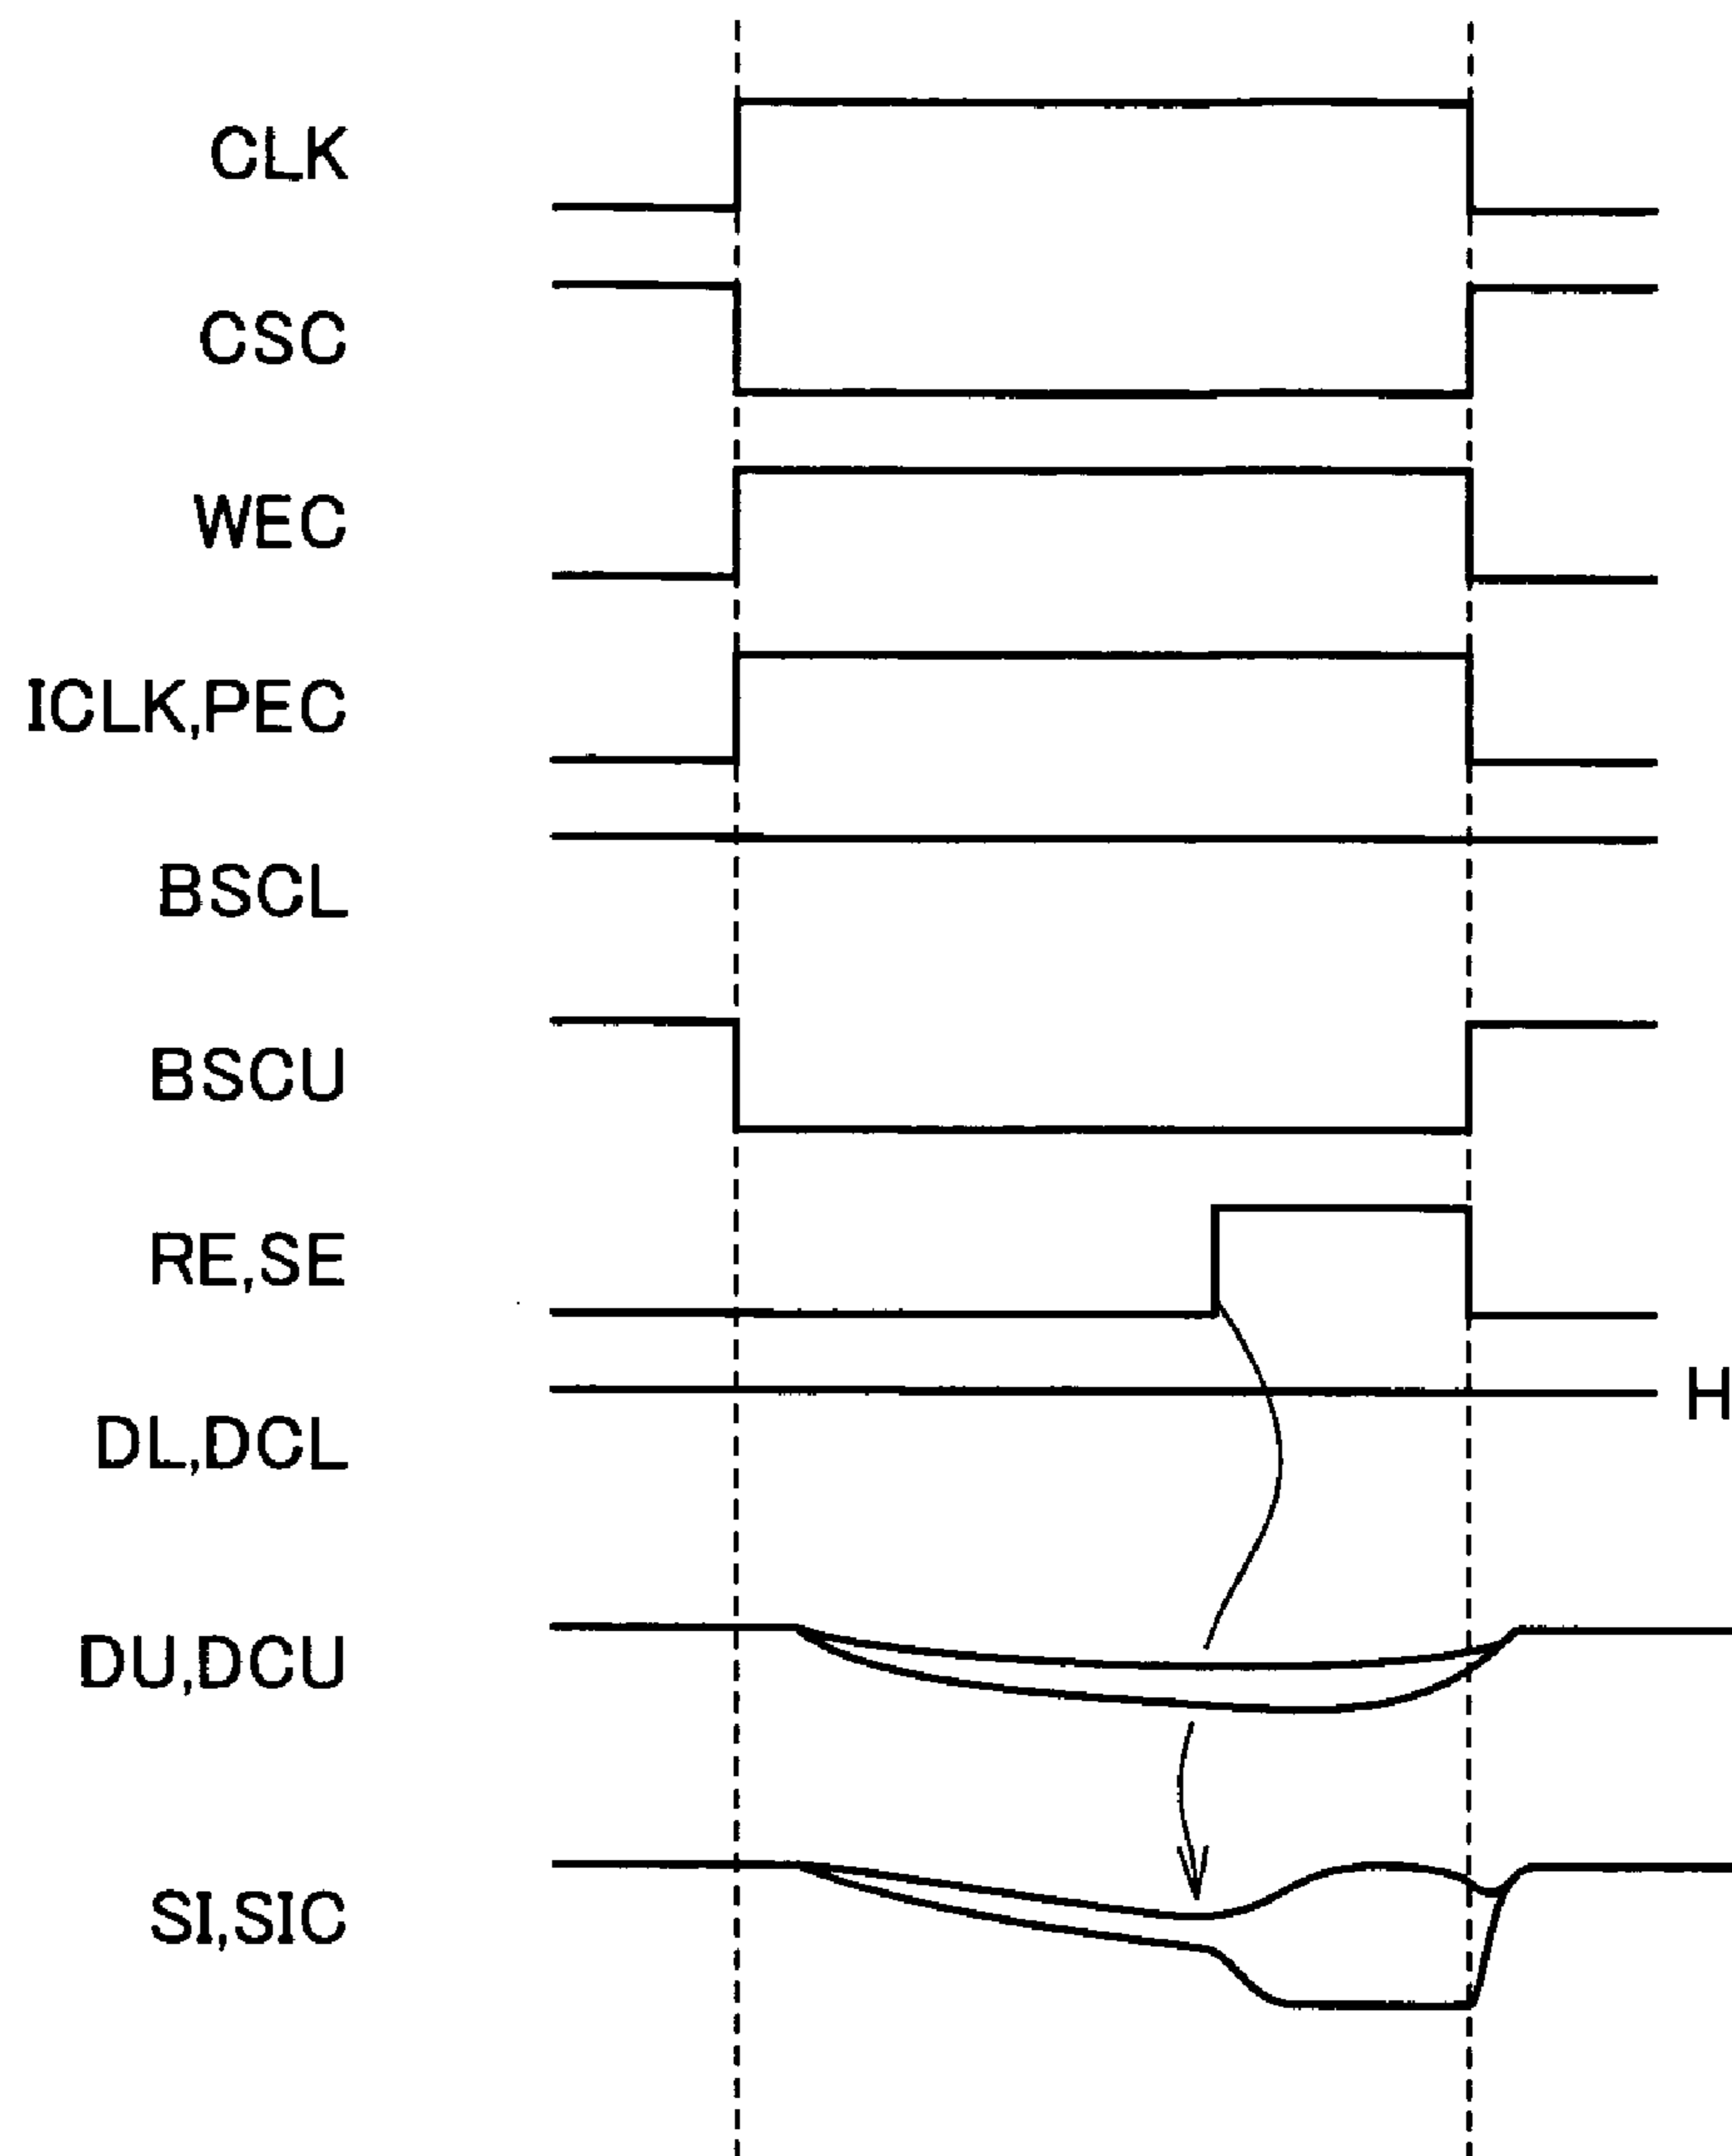 CLK
CSC
WEC
ICLK,PEC
BSCL
BSCU
RE,SE
DL,DCL
H
DU,DCU
SI,SIC